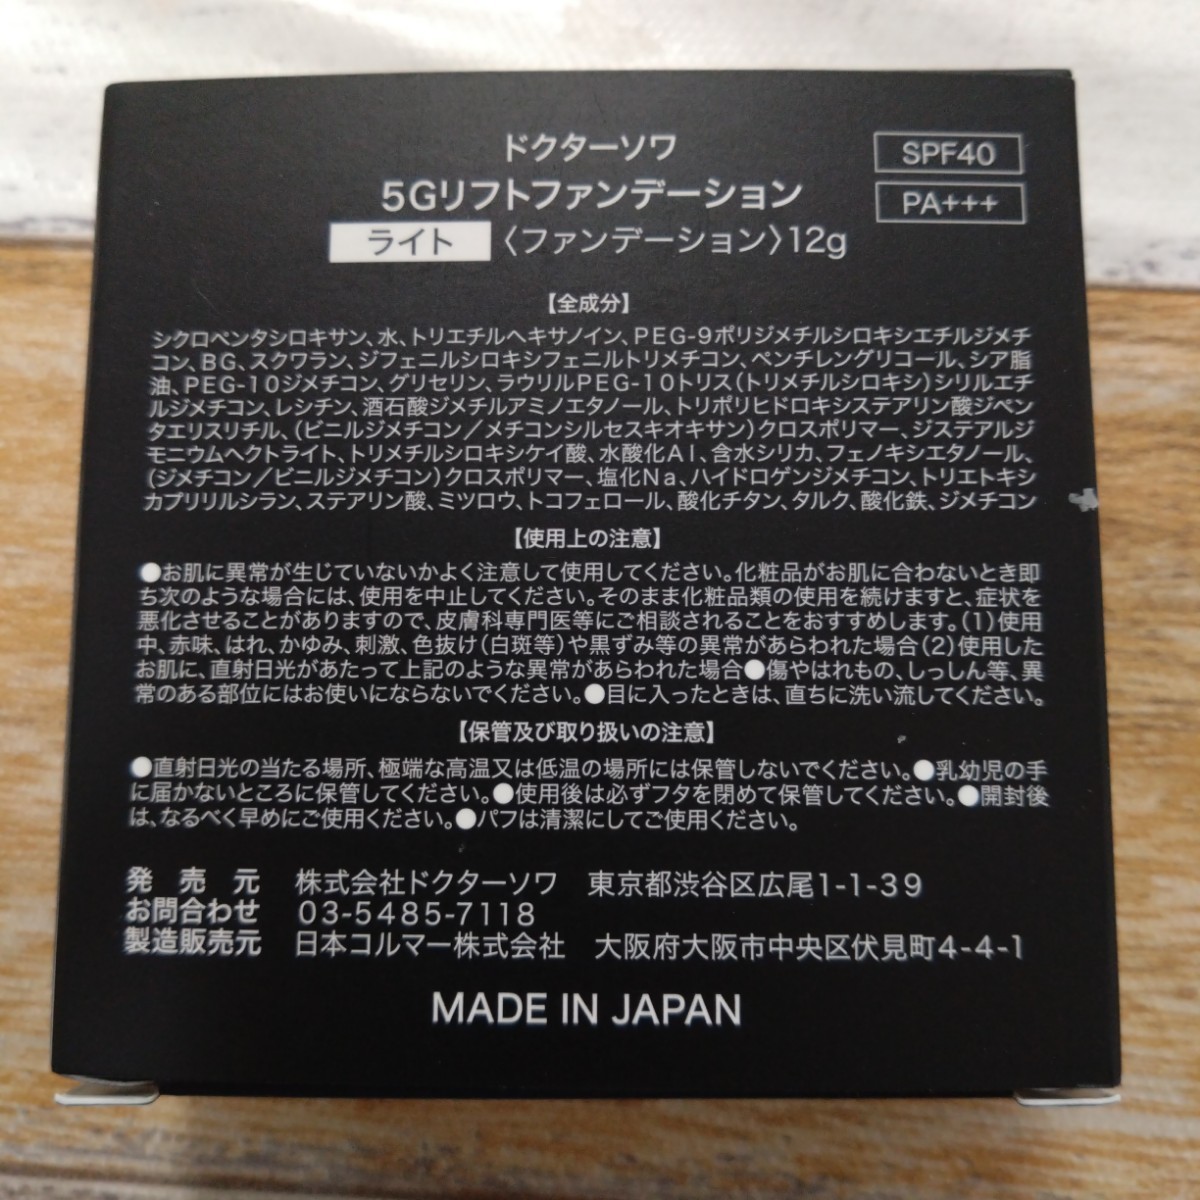 ドクターソワ
SPF40
5Gリフトファンデーション
PA+++
ライト 〈ファンデーション〉12g
【全成分】
シクロペンタシロキサン、水、トリエチルヘキサノイン、PEG-9ポリジメチルシロキシエチルジメチ
コン、BG、スクワラン、ジフェニルシロキシフェニルトリメチコン、ペンチレングリコール、シア脂
油、PEG-10ジメチコン、グリセリン、ラウリルPEG-10トリス(トリメチルシロキシ)シリルエチ
ルジメチコン、レシチン、酒石酸ジメチルアミノエタノール、トリポリヒドロキシステアリン酸ジペン
タエリスリチル、(ビニルジメチコン/メチコンシルセスキオキサン)クロスポリマー、ジステアルジ
モニウムヘクトライト、トリメチルシロキシケイ酸、水酸化Al、含水シリカ、フェノキシエタノール、
(ジメチコン/ビニルジメチコン)クロスポリマー、塩化Na、ハイドロゲンジメチコン、トリエトキシ
カプリリルシラン、ステアリン酸、ミツロウ、トコフェロール、酸化チタン、タルク、酸化鉄、ジメチコン
【使用上の注意】
●お肌に異常が生じていないかよく注意して使用してください。化粧品がお肌に合わないとき即
ち次のような場合には、使用を中止してください。そのまま化粧品類の使用を続けますと、症状を
悪化させることがありますので、皮膚科専門医等にご相談されることをおすすめします。(1)使用
中、赤味、はれ、かゆみ、刺激、色抜け(白斑等)や黒ずみ等の異常があらわれた場合(2)使用した
お肌に、直射日光があたって上記のような異常があらわれた場合●傷やはれもの、しっしん等、異
常のある部位にはお使いにならないでください。●目に入ったときは、直ちに洗い流してください。
【保管及び取り扱いの注意】
●直射日光の当たる場所、極端な高温又は低温の場所には保管しないでください。●乳幼児の手
に届かないところに保管してください。●使用後は必ずフタを閉めて保管してください。●開封後
は、なるべく早めにご使用ください。●パフは清潔にしてご使用ください。
発売元 株式会社ドクターソワ 東京都渋谷区広尾1-1-39
お問合わせ 03-5485-7118
製造販売元 日本コルマー株式会社 大阪府大阪市中央区伏見町4-4-1
MADE IN JAPAN